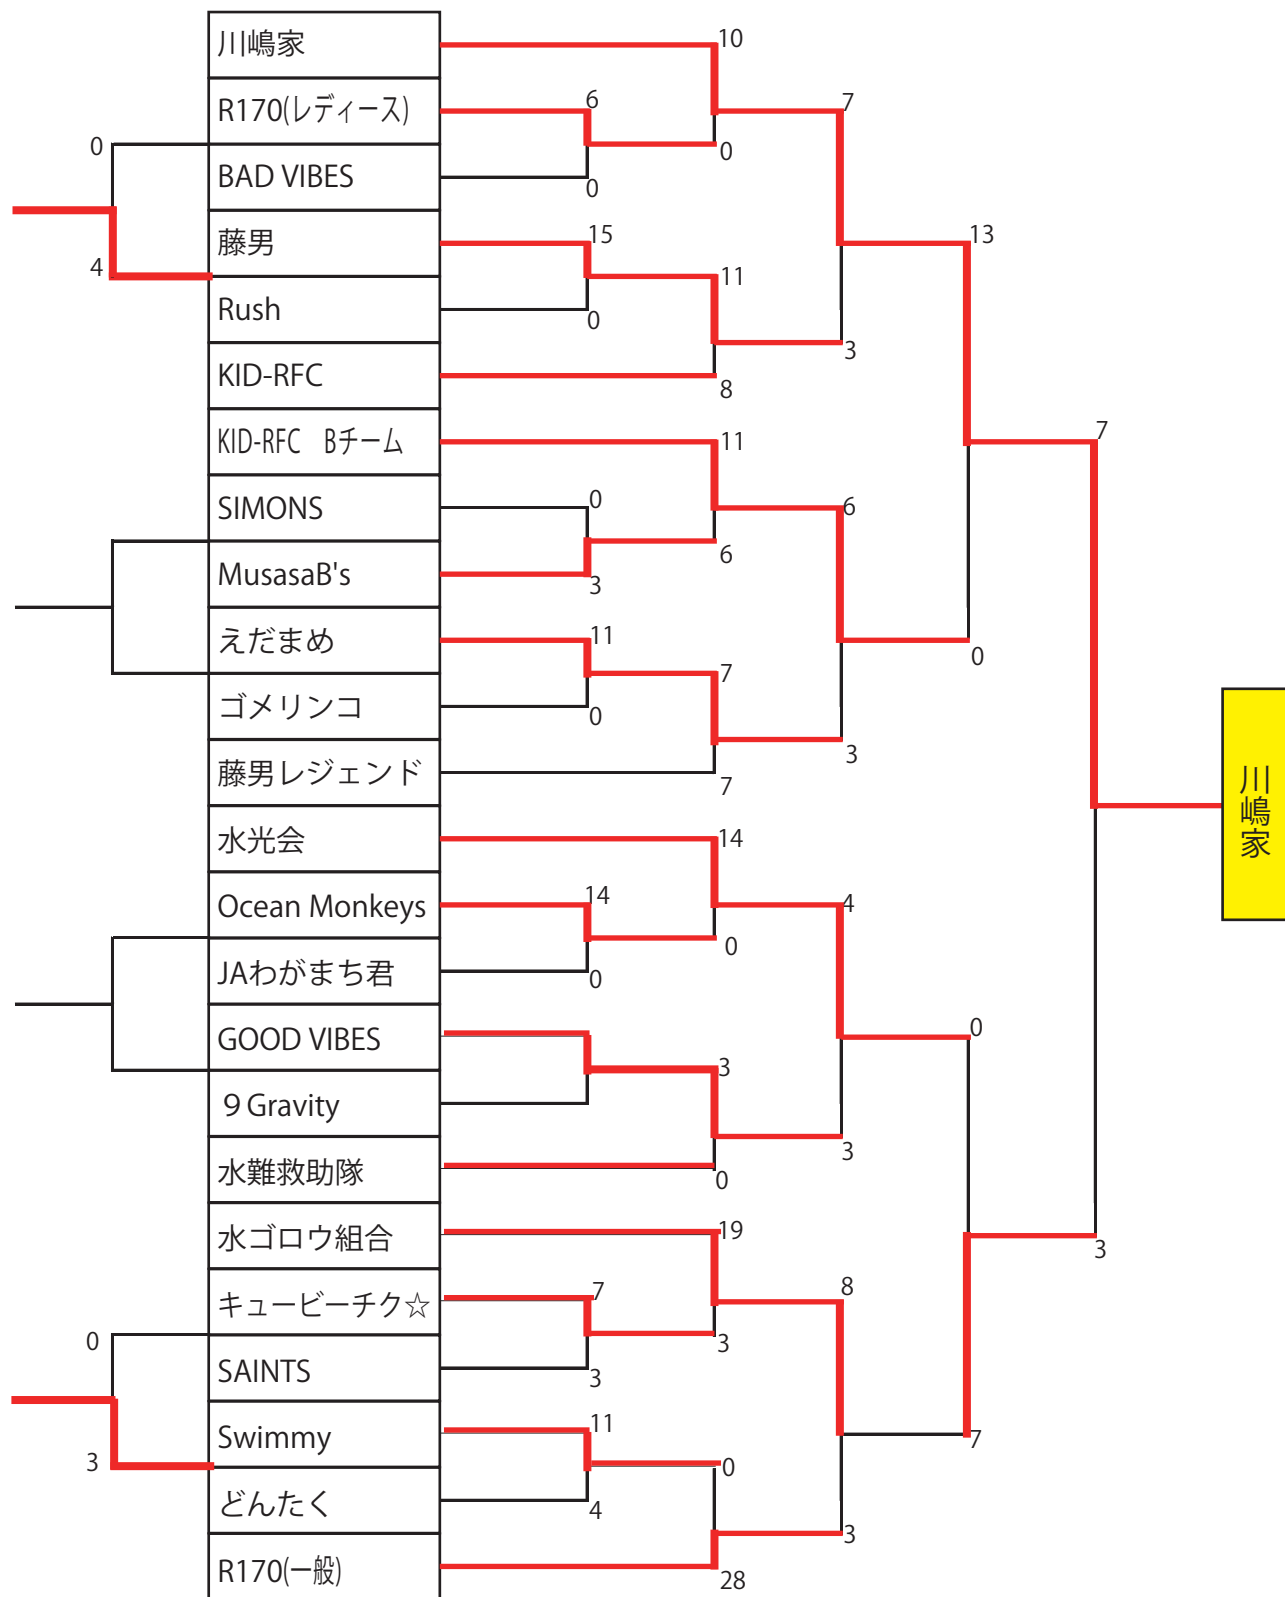 川嶋家
R170(レディース)
BAD VIBES
藤男
Rush
KID-RFC
KID-RFC　Bチーム
SIMONS
MusasaB's
えだまめ
ゴメリンコ
藤男レジェンド
水光会
Ocean Monkeys
JAわがまち君
GOOD VIBES
９Gravity
水難救助隊
水ゴロウ組合
キュービーチク☆
SAINTS
Swimmy
どんたく
R170(一般)
0
4
0
3
6
0
15
0
0
3
11
0
14
0
7
3
11
4
10
0
11
8
11
6
7
7
14
0
3
0
19
3
0
28
7
3
6
3
4
3
8
3
13
0
0
7
7
3
川嶋家